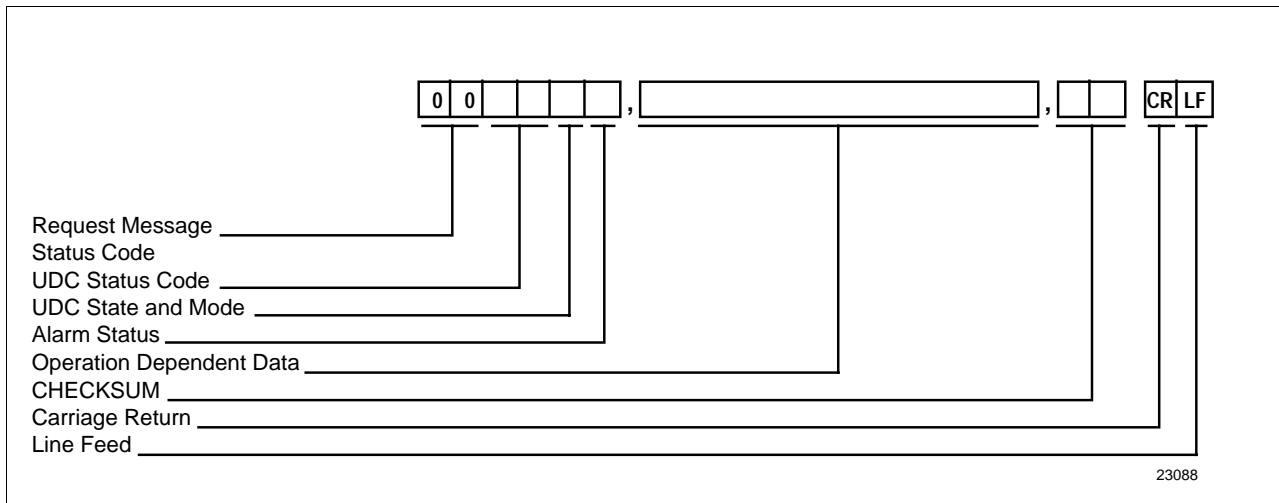 0 0 , , CR LF
Request Message
Status Code
UDC Status Code
UDC State and Mode
Alarm Status
Operation Dependent Data
CHECKSUM
Carriage Return
Line Feed
23088